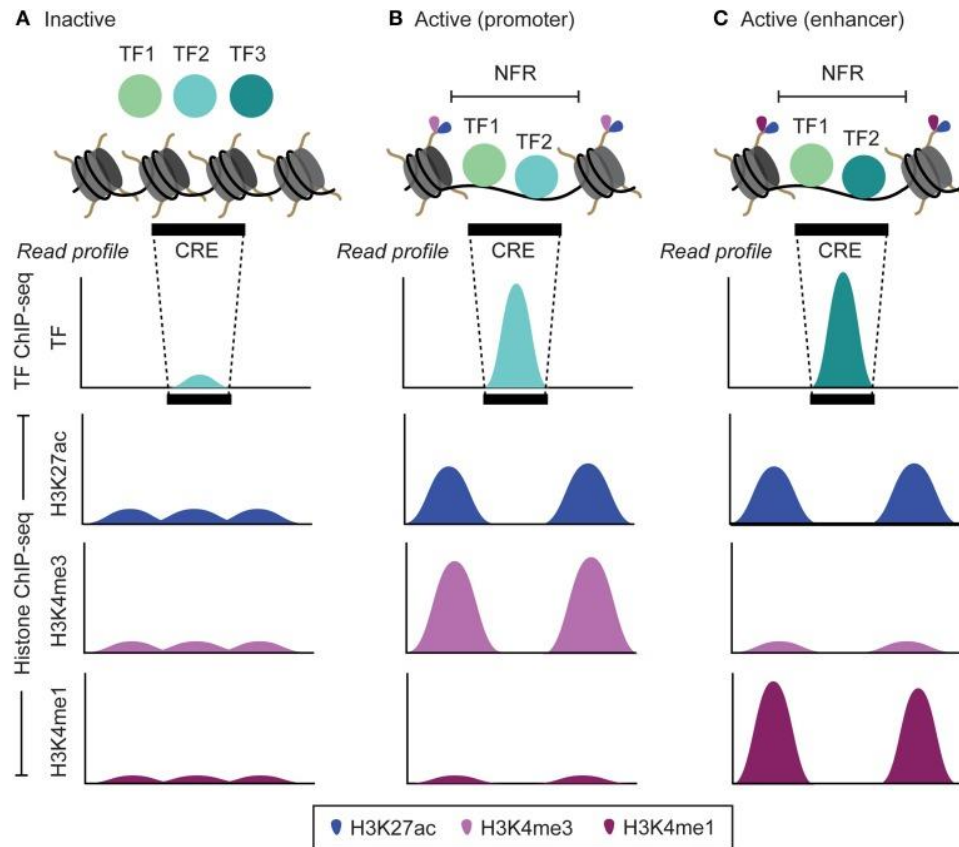 A Inactive
TF1 TF2 TF3
Read profile
CRE
B Active (promoter)
NFR
TF1
TF2
Read profile
CRE
C Active (enhancer)
NFR
TF1
TF2
Read profile
CRE
TF ChIP-seq
TF
Histone ChIP-seq
H3K27ac
H3K4me3
H3K4me1
H3K27ac H3K4me3 H3K4me1